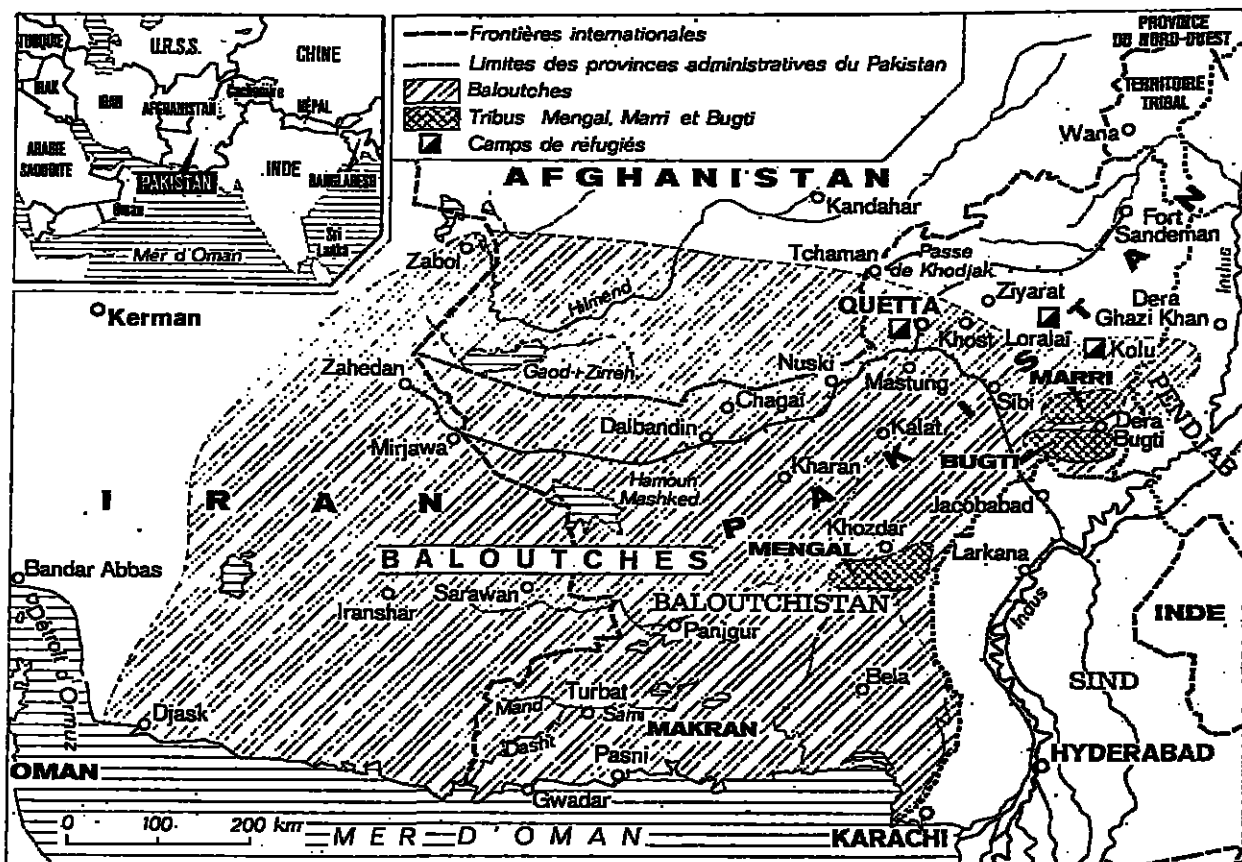 TURQUIE
U.R.S.S.
CHINE
IRAK
IRAN
AFGHANISTAN
Cachemire
NÉPAL
ARABIE
SAOUDITE
PAKISTAN
INDE
BANGLADESH
Oman
Sri
Lanka
Mer d'Oman
Frontières internationales
Limites des provinces administratives du Pakistan
Baloutches
Tribus Mengal, Marri et Bugti
Camps de réfugiés
PROVINCE
DU NORD-OUEST
TERRITOIRE
TRIBAL
Wana
AFGHANISTAN
Kandahar
Fort
Sandeman
Zabol
Tchaman
Passe
de Khodjak
Indus
Helmend
Ziyarat
Dera
Ghazi Khan
Kerman
QUETTA
Khost
Loralaï
Kolu
Zahedan
Gaod-i-Zirreh
Nuski
Mastung
MARRI
Chagaï
Sibi
PENDJAB
Dalbandin
Kalat
Dera
Bugti
Mirjawa
BUGTI
Kharan
Hamoun
Mashked
IRAN
PAKISTAN
Jacobabad
Khozdar
MENGAL
Larkana
BALOUTCHES
Bandar Abbas
Sarawan
Iranshar
BALOUTCHISTAN
Indus
INDE
Panjgur
Détroit d'Ormuz
Bela
SIND
Turbat
Mand
Sami
Djask
MAKRAN
Dasht
HYDERABAD
Pasni
OMAN
Gwadar
0 100 200 km
MER D'OMAN
KARACHI